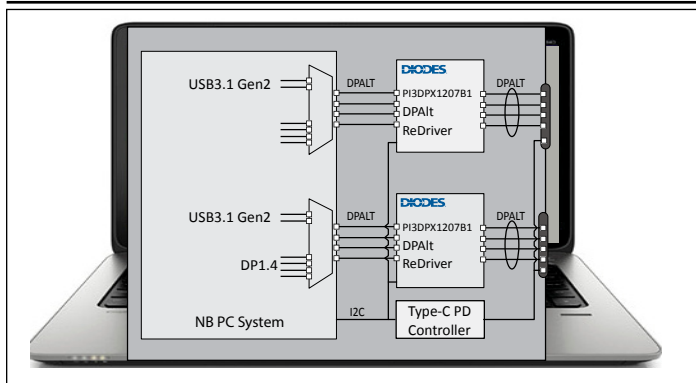 USB3.1 Gen2
DPALT
DIODES
PI3DPX1207B1
DPAlt
ReDriver
DPALT
USB3.1 Gen2
DP1.4
DPALT
DIODES
PI3DPX1207B1
DPAlt
ReDriver
DPALT
NB PC System
I2C
Type-C PD
Controller